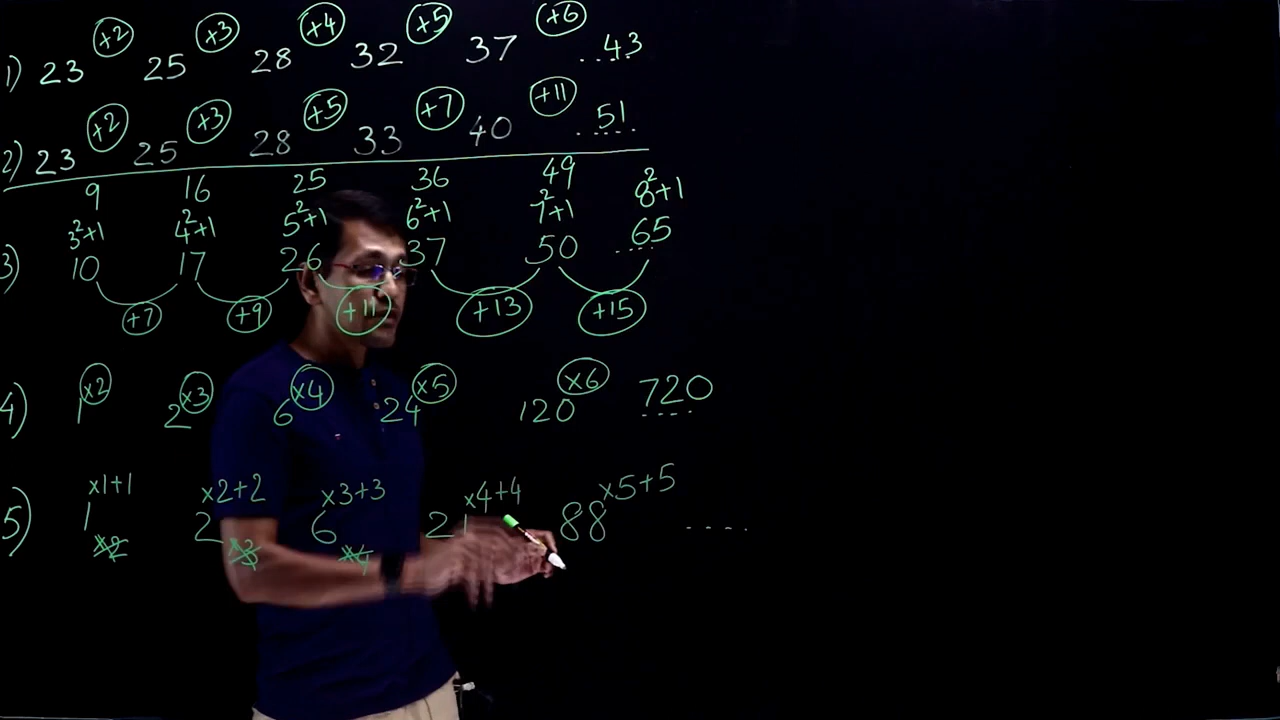 +2 +3 +4 +5 +6
1) 23 25 28 32 37 ....43
+2 +3 +5 +7 +11
2) 23 25 28 33 40 ....51
9 16 25 36 49
3²+1 4²+1 5²+1 6²+1 7²+1 8²+1
3) 10 17 26 37 50 ....65
+7 +9 +11 +13 +15
×2 ×3 ×4 ×5 ×6
4) 1 2 6 24 120 720
×1+1 ×2+2 ×3+3 ×4+4 ×5+5
5) 1 2 6 21 88 ....
×2 ×3 ×4